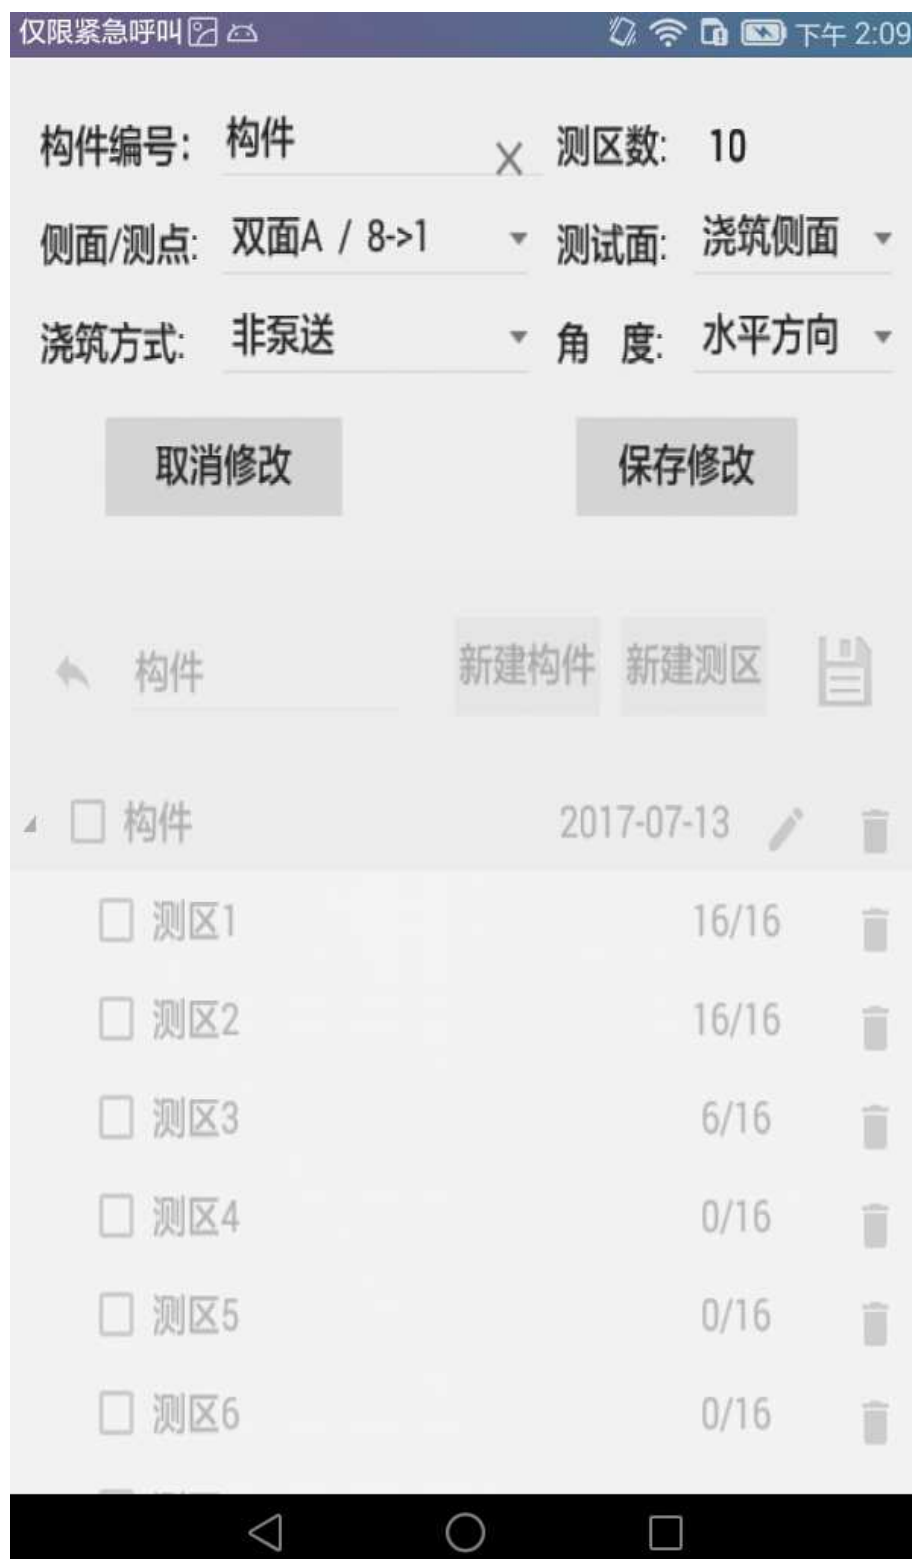 仅限紧急呼叫 下午 2:09
构件编号: 构件 测区数: 10
侧面/测点: 双面A / 8->1 测试面: 浇筑侧面
浇筑方式: 非泵送 角 度: 水平方向
取消修改 保存修改
构件 新建构件 新建测区
构件 2017-07-13
测区1 16/16
测区2 16/16
测区3 6/16
测区4 0/16
测区5 0/16
测区6 0/16